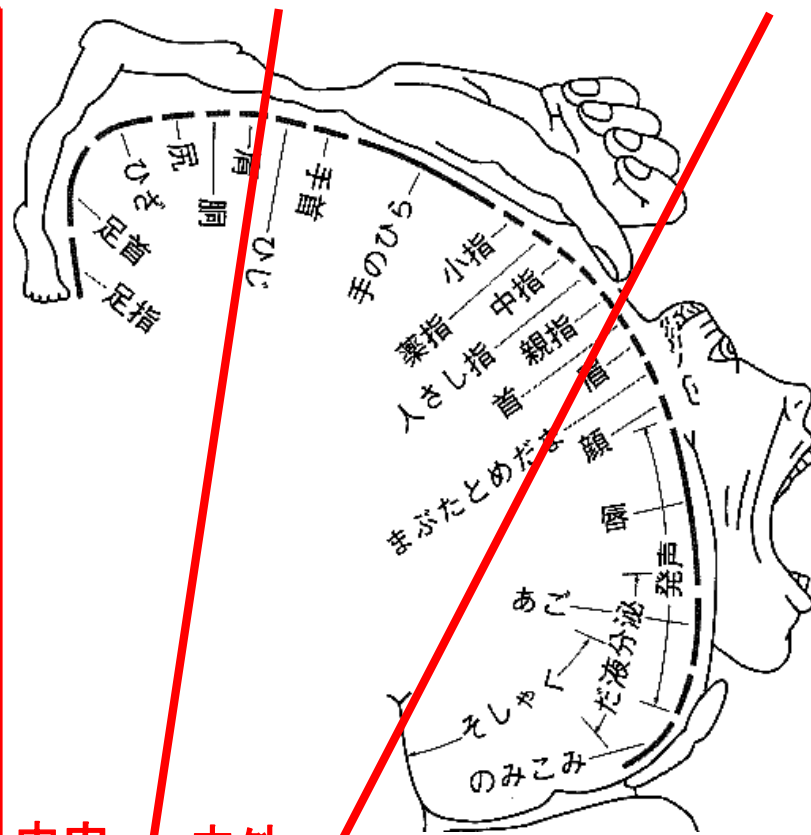 足指
足首
ひざ
尻
胴
肩
ひじ
手首
手のひら
小指
薬指
中指
人さし指
親指
首
眉
まぶたとめだま
顔
唇
発声
あご
だ液分泌
そしゃく
のみこみ